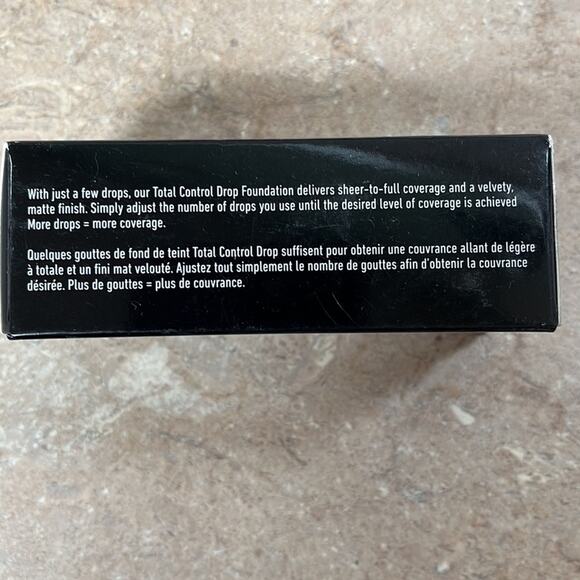 With just a few drops, our Total Control Drop Foundation delivers sheer-to-full coverage and a velvety,
matte finish. Simply adjust the number of drops you use until the desired level of coverage is achieved
More drops = more coverage.
Quelques gouttes de fond de teint Total Control Drop suffisent pour obtenir une couvrance allant de légère
à totale et un fini mat velouté. Ajustez tout simplement le nombre de gouttes afin d'obtenir la couvrance
désirée. Plus de gouttes = plus de couvrance.